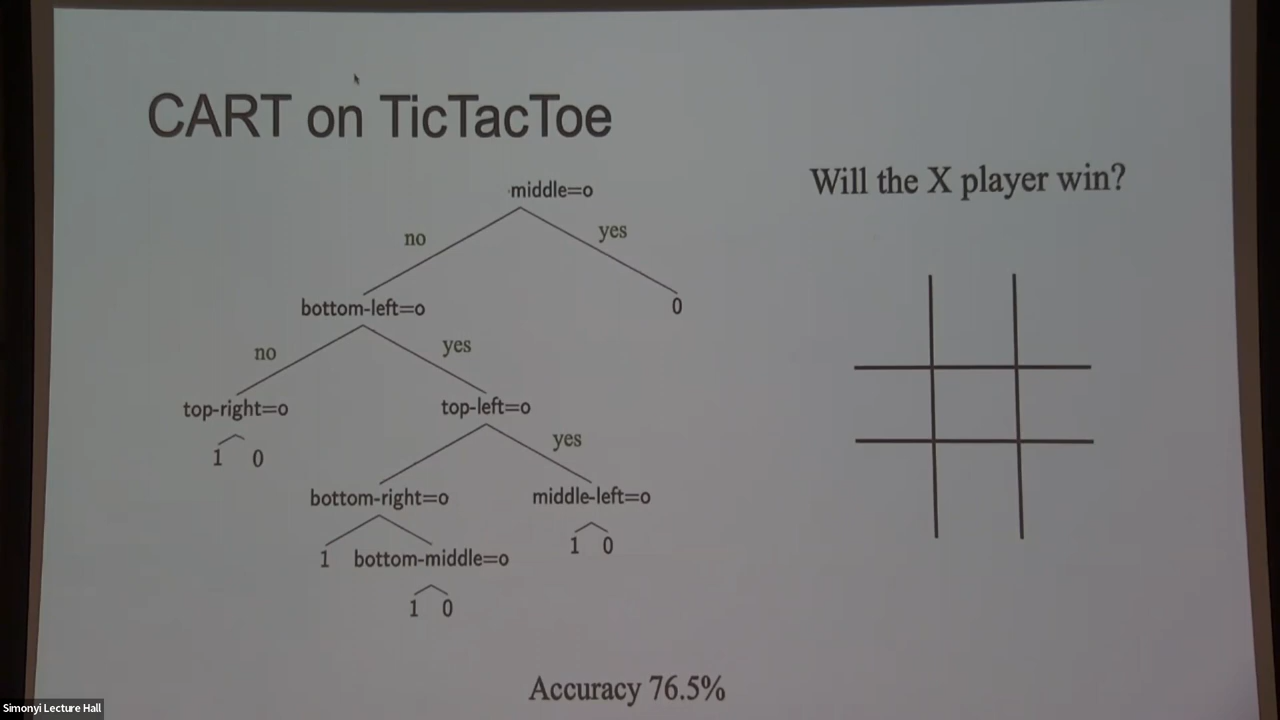 CART on TicTacToe
Will the X player win?
middle=o
no
yes
bottom-left=o
0
no
yes
top-right=o
top-left=o
1 0
yes
bottom-right=o
middle-left=o
1 bottom-middle=o
1 0
1 0
Accuracy 76.5%
Simonyi Lecture Hall